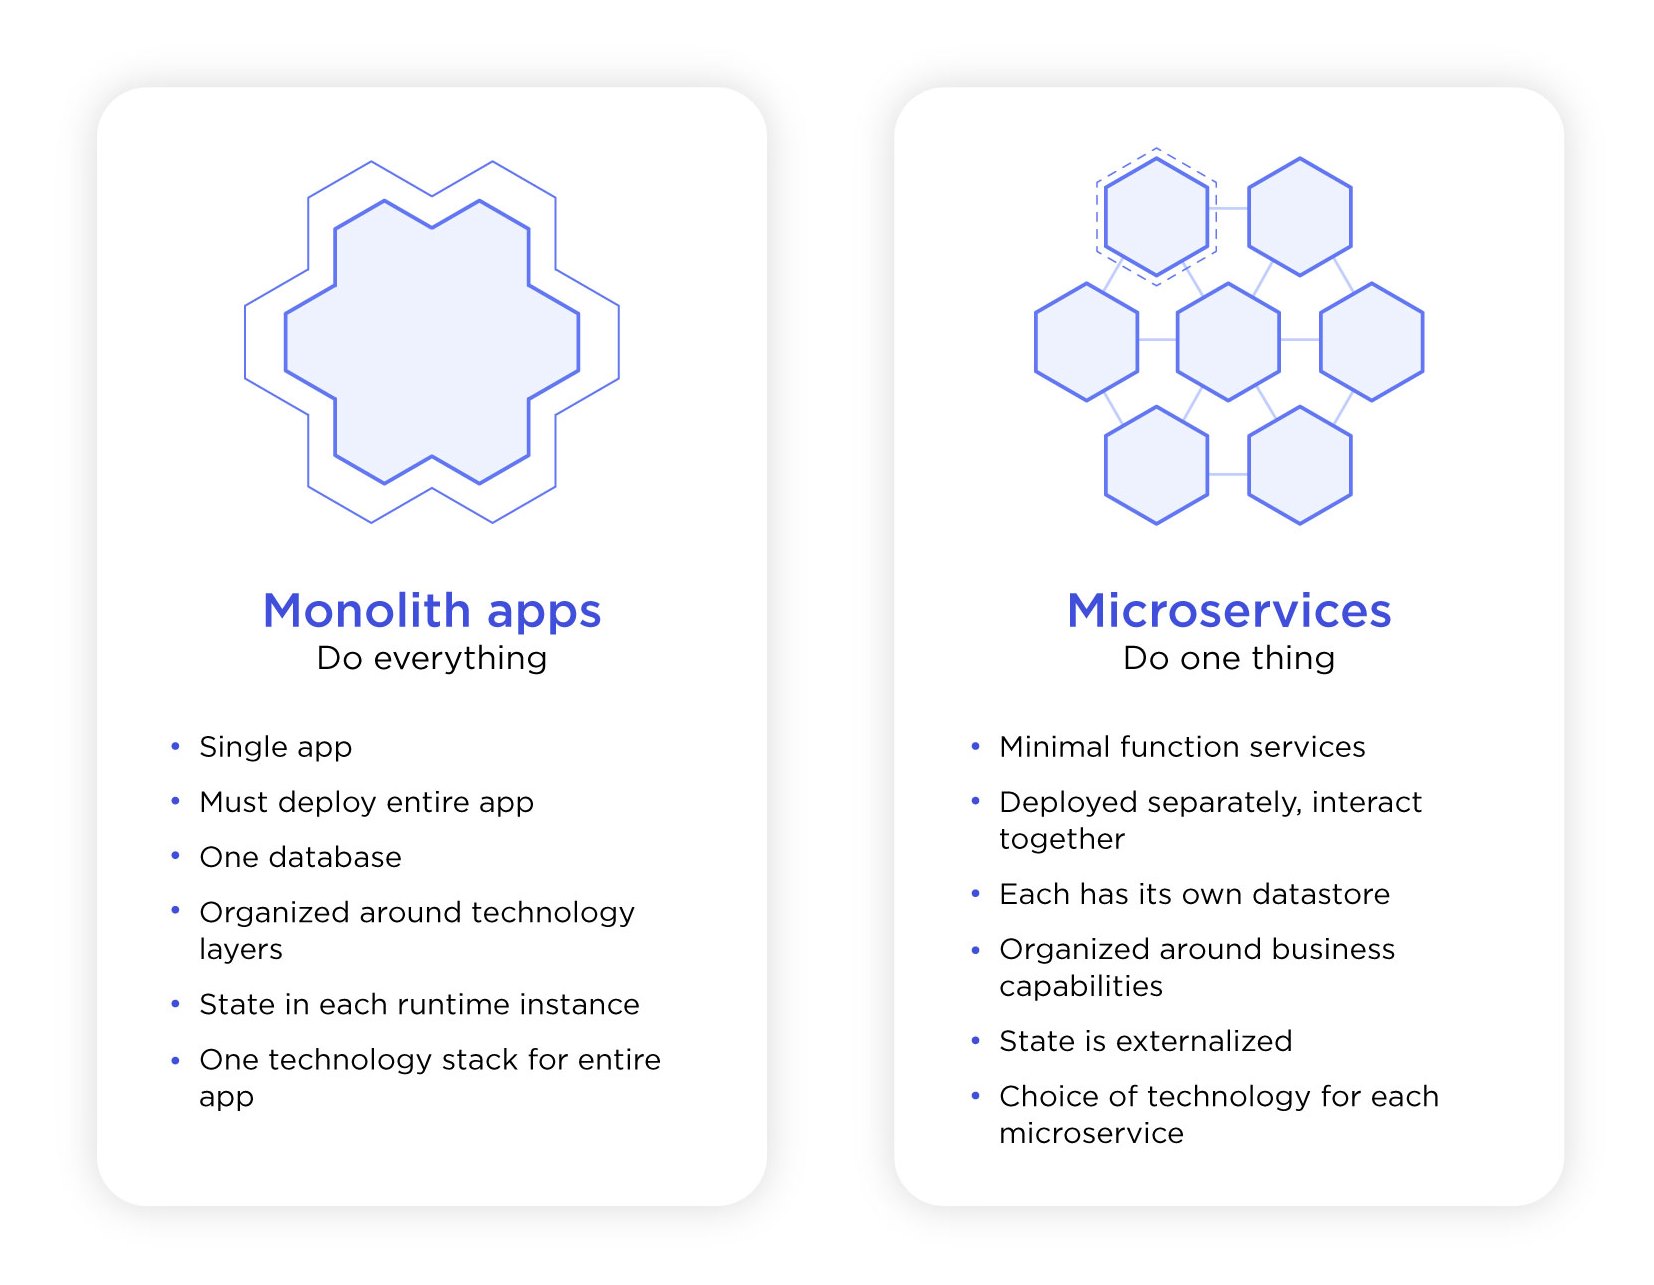 Monolith apps
Do everything
• Single app
• Must deploy entire app
• One database
• Organized around technology
layers
• State in each runtime instance
• One technology stack for entire
app
Microservices
Do one thing
• Minimal function services
• Deployed separately, interact
together
• Each has its own datastore
• Organized around business
capabilities
• State is externalized
• Choice of technology for each
microservice